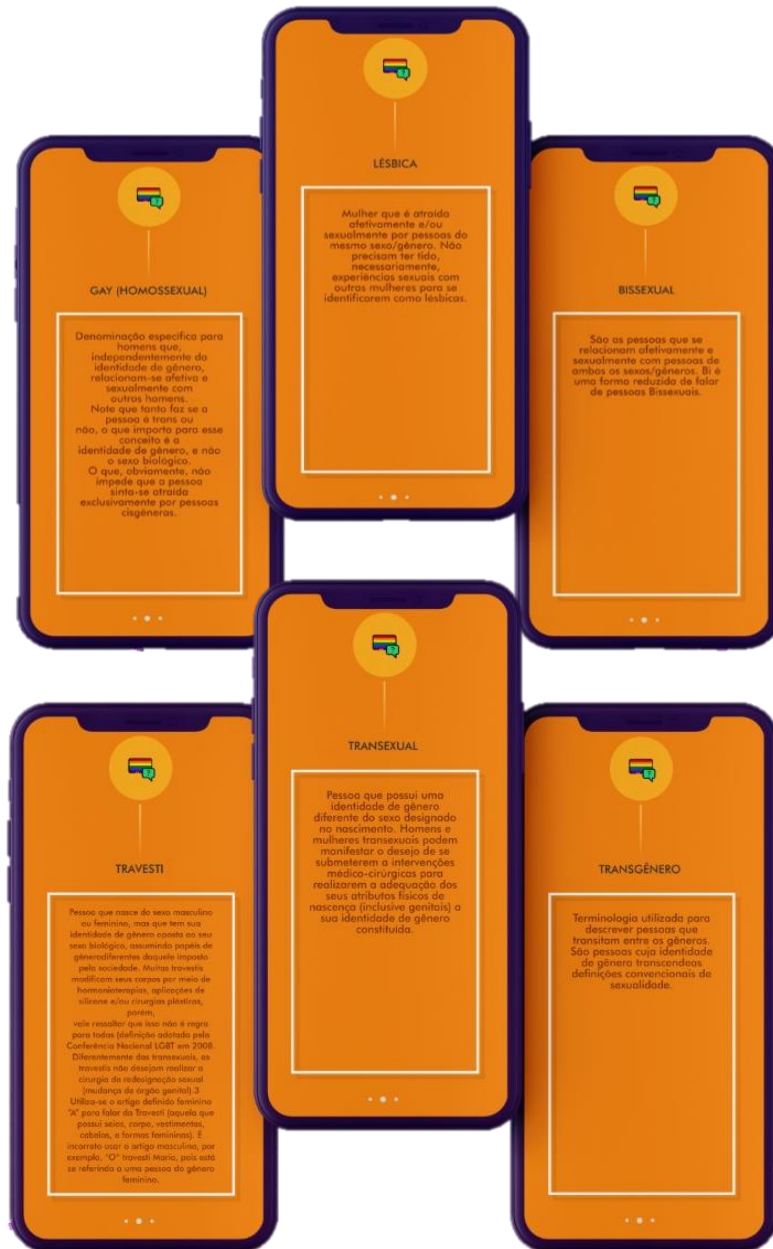 LÉSBICA
Mulher que é atraída
afetivamente e/ou
sexualmente por pessoas do
mesmo sexo/gênero. Não
precisam ter tido,
necessariamente,
experiências sexuais com
outras mulheres para se
identificarem como lésbicas.
GAY (HOMOSSEXUAL)
Denominação específica para
homens que,
independentemente da
identidade de gênero,
relacionam-se afetiva e
sexualmente com
outros homens.
Note que tanto faz se a
pessoa é trans ou
não, o que importa para esse
conceito é a
identidade de gênero, e não
o sexo biológico.
O que, obviamente, não
impede que a pessoa
sinta-se atraída
exclusivamente por pessoas
cisgêneras.
BISSEXUAL
São as pessoas que se
relacionam afetivamente e
sexualmente com pessoas de
ambos os sexos/gêneros. Bi é
uma forma reduzida de falar
de pessoas Bissexuais.
TRANSEXUAL
Pessoa que possui uma
identidade de gênero
diferente do sexo designado
no nascimento. Homens e
mulheres transexuais podem
manifestar o desejo de se
submeterem a intervenções
médico-cirúrgicas para
realizarem a adequação dos
seus atributos físicos de
nascença (inclusive genitais) a
sua identidade de gênero
constituída.
TRAVESTI
Pessoa que nasce do sexo masculino
ou feminino, mas que tem sua
identidade de gênero oposta ao seu
sexo biológico, assumindo papéis de
gênerodiferentes daquele imposto
pela sociedade. Muitas travestis
modificam seus corpos por meio de
hormonioterapias, aplicações de
silicone e/ou cirurgias plásticas,
porém,
vale ressaltar que isso não é regra
para todas (definição adotada pela
Conferência Nacional LGBT em 2008.
Diferentemente das transexuais, as
travestis não desejam realizar a
cirurgia de redesignação sexual
(mudança de órgão genital).3
Utiliza-se o artigo definido feminino
"A" para falar da Travesti (aquela que
possui seios, corpo, vestimentas,
cabelos, e formas femininas). É
incorreto usar o artigo masculino, por
exemplo, "O" travesti Maria, pois está
se referindo a uma pessoa do gênero
feminino.
TRANSGÊNERO
Terminologia utilizada para
descrever pessoas que
transitam entre os gêneros.
São pessoas cuja identidade
de gênero transcendeas
definições convencionais de
sexualidade.